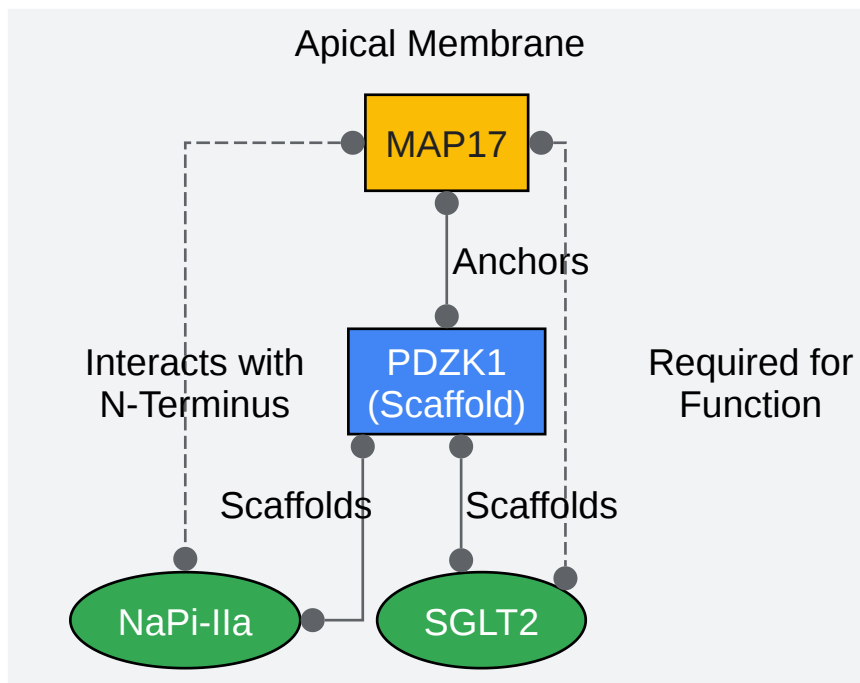 Apical Membrane
MAP17
Anchors
Interacts with
N-Terminus
PDZK1
(Scaffold)
Required for
Function
Scaffolds
Scaffolds
NaPi-IIa
SGLT2